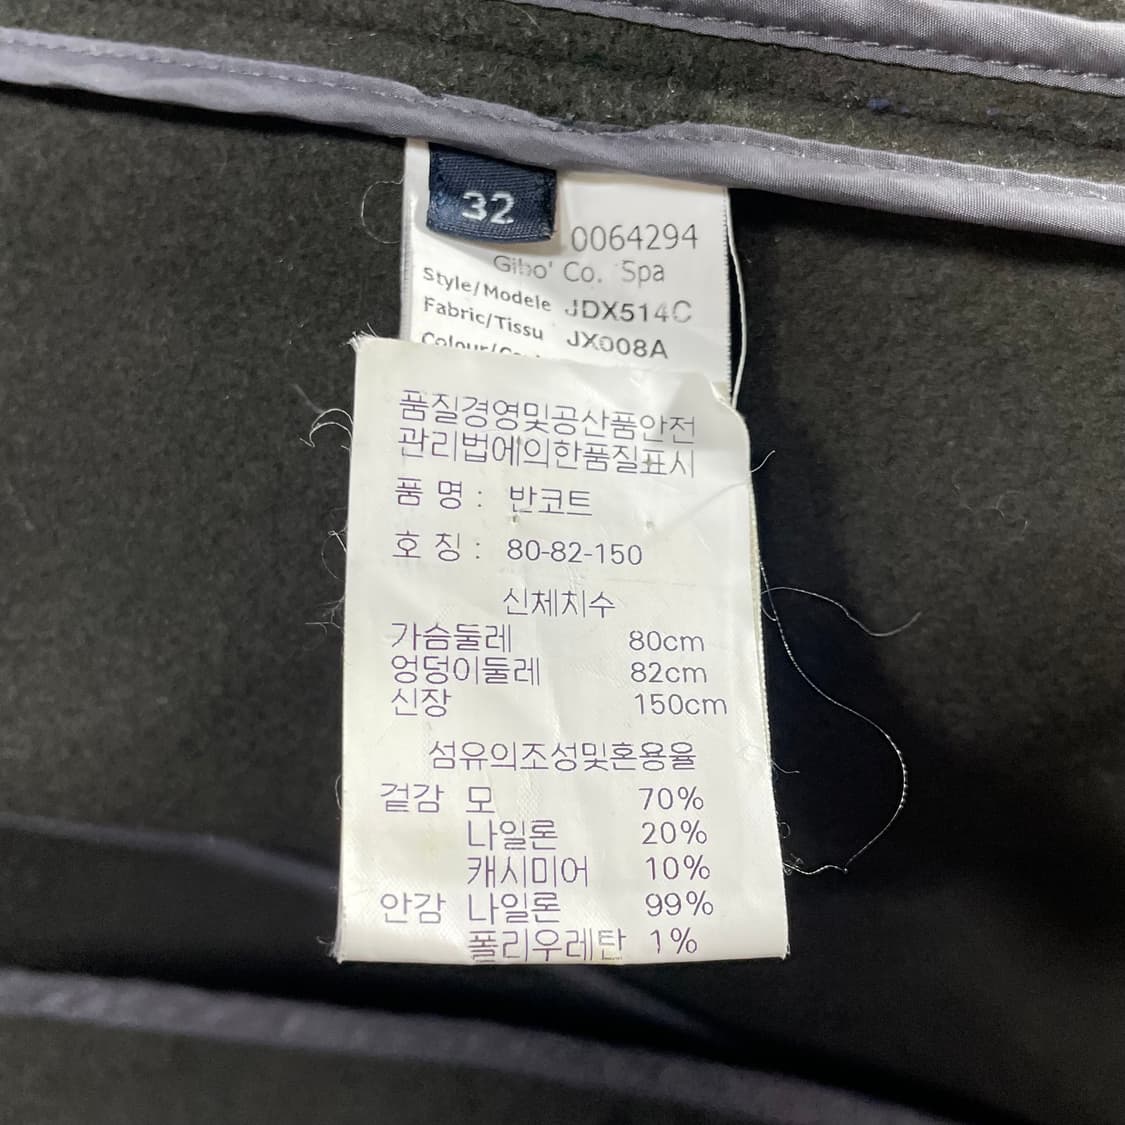 32
0064294
Gibo' Co. Spa
Style/Modele JDX514C
Fabric/Tissu JX008A
품질경영및공산품안전
관리법에의한품질표시
품 명 : 반코트
호 칭 : 80-82-150
신체치수
가슴둘레 80cm
엉덩이둘레 82cm
신장 150cm
섬유의조성및혼용율
겉감 모 70%
나일론 20%
캐시미어 10%
안감 나일론 99%
폴리우레탄 1%